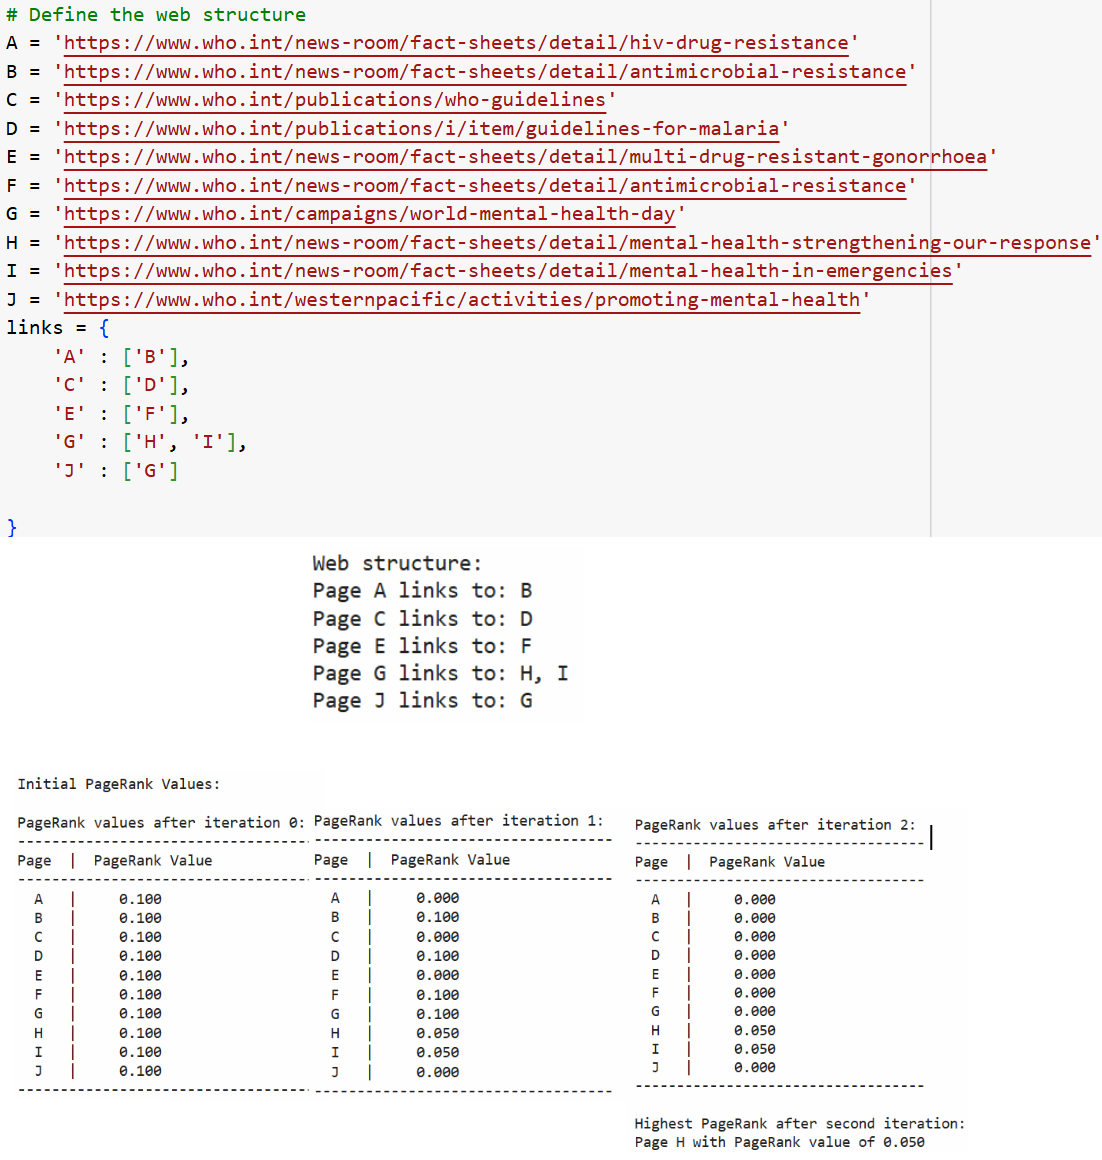 # Define the web structure
A = 'https://www.who.int/news-room/fact-sheets/detail/hiv-drug-resistance'
B = 'https://www.who.int/news-room/fact-sheets/detail/antimicrobial-resistance'
C = 'https://www.who.int/publications/who-guidelines'
D = 'https://www.who.int/publications/i/item/guidelines-for-malaria'
E = 'https://www.who.int/news-room/fact-sheets/detail/multi-drug-resistant-gonorrhoea'
F = 'https://www.who.int/news-room/fact-sheets/detail/antimicrobial-resistance'
G = 'https://www.who.int/campaigns/world-mental-health-day'
H = 'https://www.who.int/news-room/fact-sheets/detail/mental-health-strengthening-our-response'
I = 'https://www.who.int/news-room/fact-sheets/detail/mental-health-in-emergencies'
J = 'https://www.who.int/westernpacific/activities/promoting-mental-health'
links = {
'A' : ['B'],
'C' : ['D'],
'E' : ['F'],
'G' : ['H', 'I'],
'J' : ['G']
}
Web structure:
Page A links to: B
Page C links to: D
Page E links to: F
Page G links to: H, I
Page J links to: G
Initial PageRank Values:
PageRank values after iteration 0:
-----------------------------------
Page | PageRank Value
-----------------------------------
A | 0.100
B | 0.100
C | 0.100
D | 0.100
E | 0.100
F | 0.100
G | 0.100
H | 0.100
I | 0.100
J | 0.100
-----------------------------------
PageRank values after iteration 1:
-----------------------------------
Page | PageRank Value
-----------------------------------
A | 0.000
B | 0.100
C | 0.000
D | 0.100
E | 0.000
F | 0.100
G | 0.100
H | 0.050
I | 0.050
J | 0.000
-----------------------------------
PageRank values after iteration 2:
-----------------------------------
Page | PageRank Value
-----------------------------------
A | 0.000
B | 0.000
C | 0.000
D | 0.000
E | 0.000
F | 0.000
G | 0.000
H | 0.050
I | 0.050
J | 0.000
-----------------------------------
Highest PageRank after second iteration:
Page H with PageRank value of 0.050